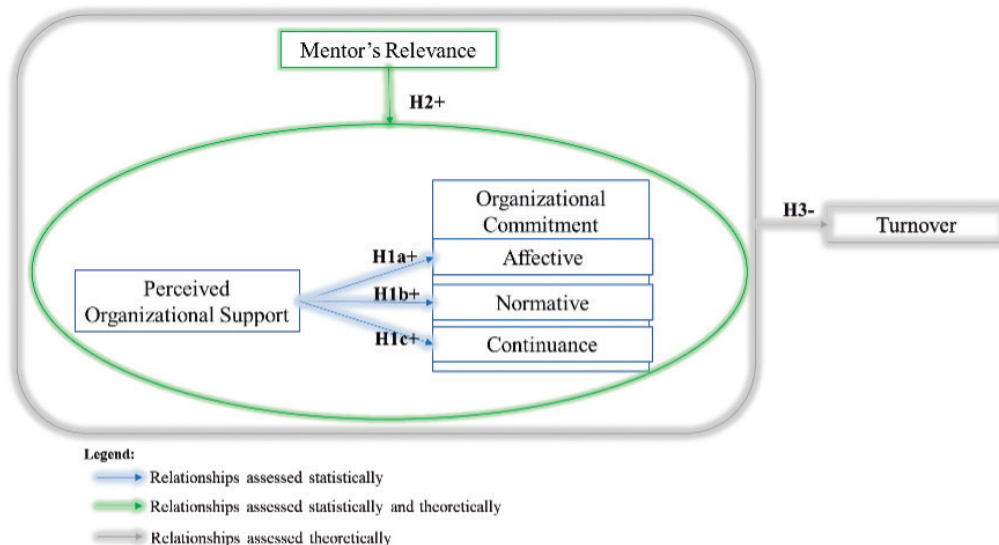 Mentor's Relevance
H2+
Organizational
Commitment
H3-
Turnover
H1a+
Affective
Perceived
Organizational Support
H1b+
Normative
H1c+
Continuance
Legend:
Relationships assessed statistically
Relationships assessed statistically and theoretically
Relationships assessed theoretically